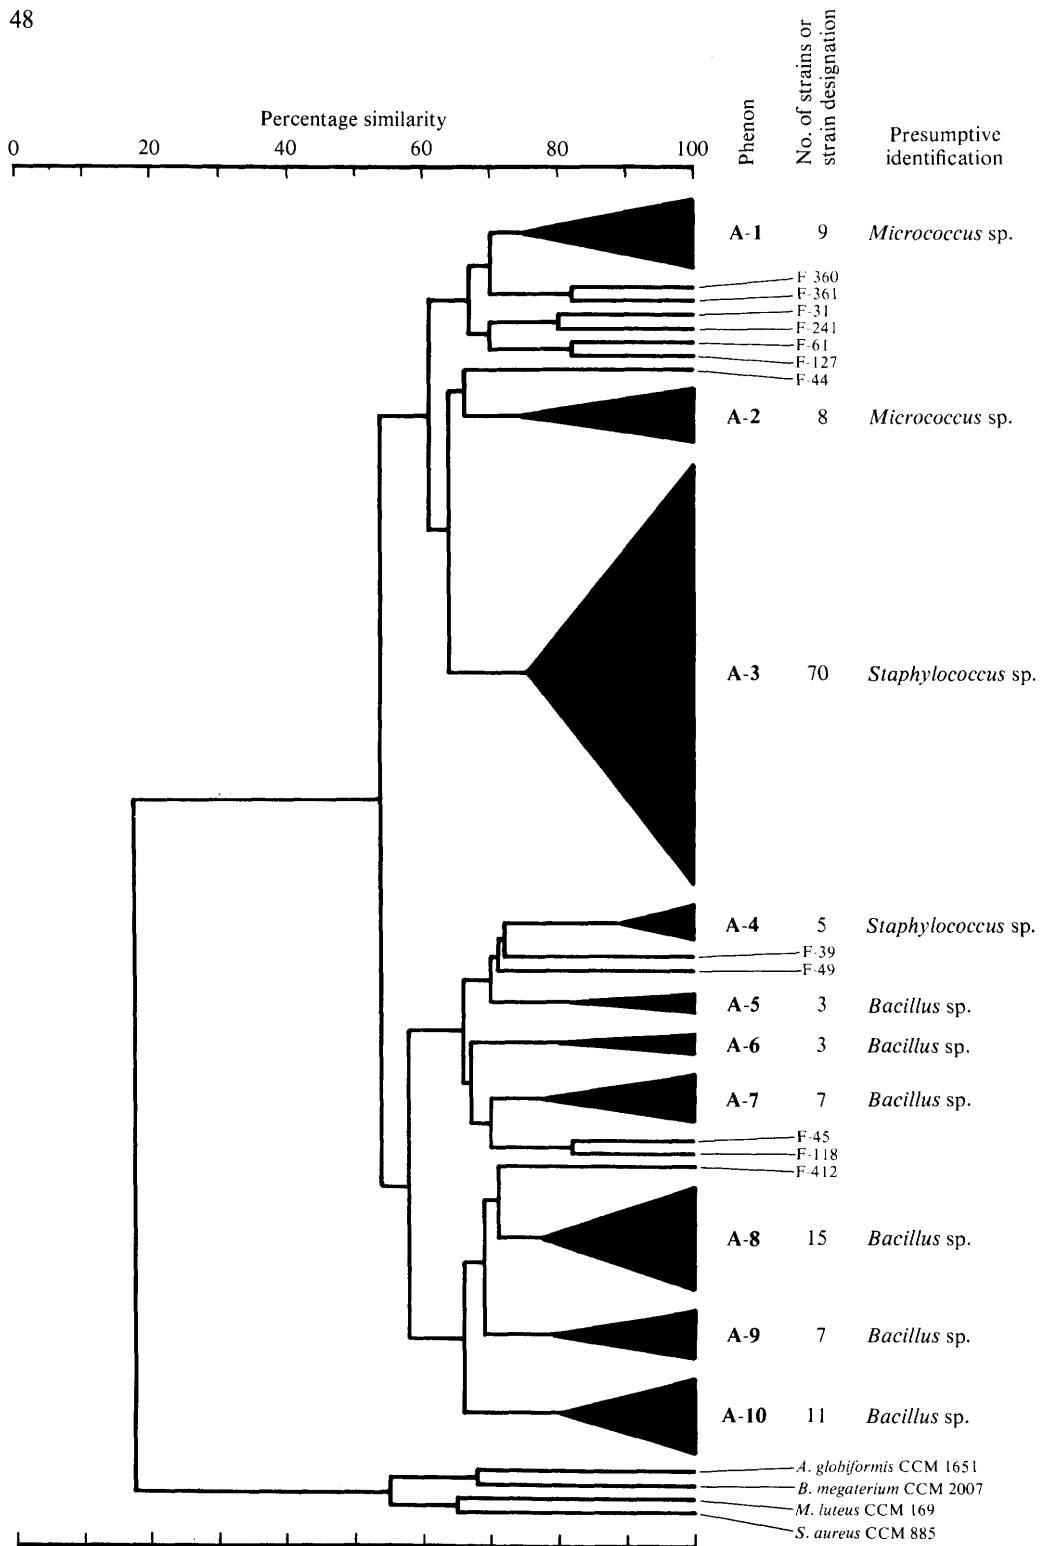 48
Percentage similarity
0 20 40 60 80 100
Phenon
No. of strains or
strain designation
Presumptive
identification
A-1 9 Micrococcus sp.
F 360
F-361
F-31
F-241
F-61
F-127
F-44
A-2 8 Micrococcus sp.
A-3 70 Staphylococcus sp.
A-4 5 Staphylococcus sp.
F-39
F-49
A-5 3 Bacillus sp.
A-6 3 Bacillus sp.
A-7 7 Bacillus sp.
F-45
F-118
F-412
A-8 15 Bacillus sp.
A-9 7 Bacillus sp.
A-10 11 Bacillus sp.
A. globiformis CCM 1651
B. megaterium CCM 2007
M. luteus CCM 169
S. aureus CCM 885